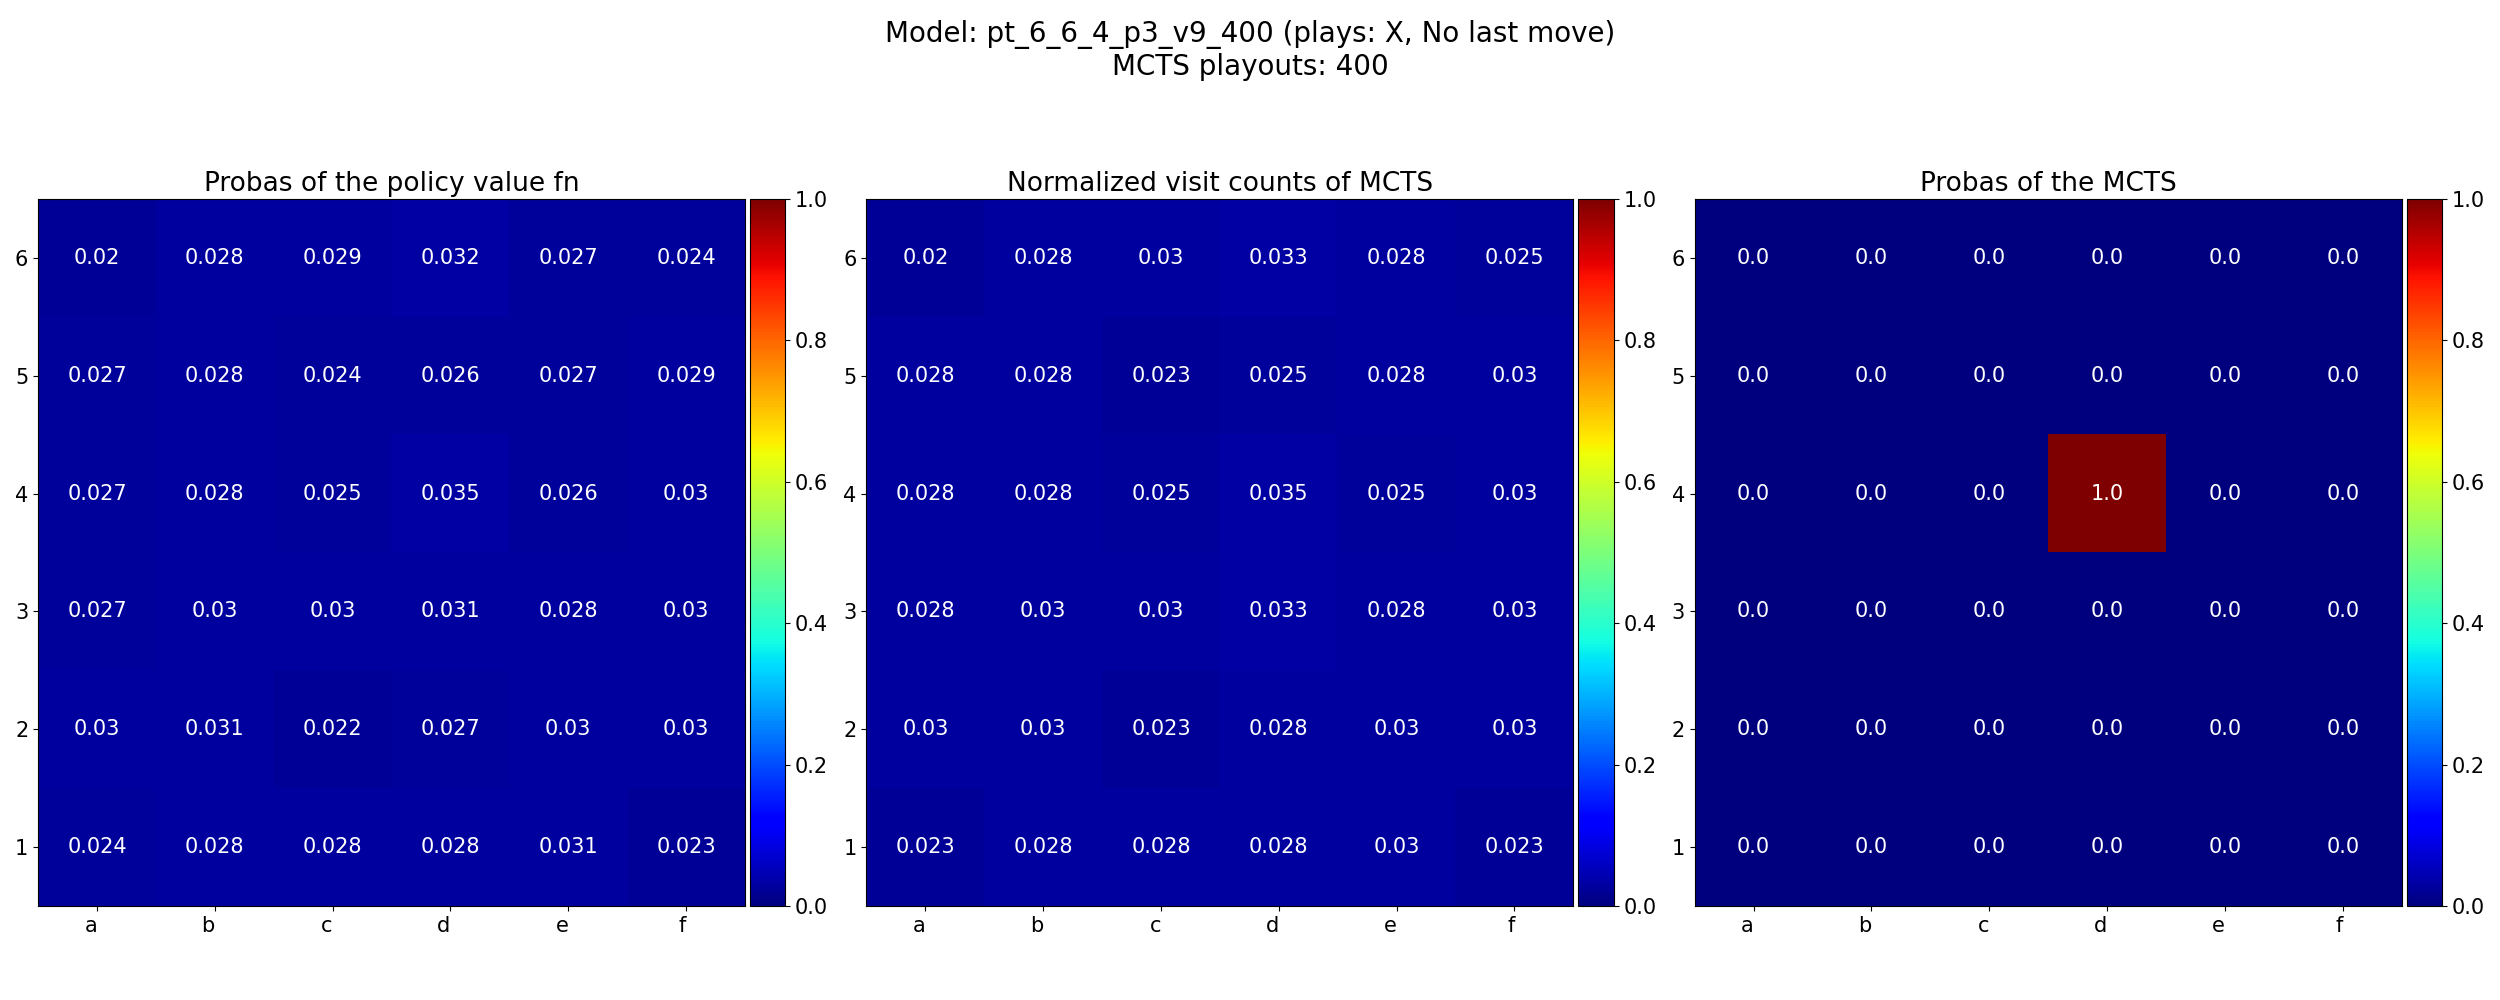 Model: pt_6_6_4_p3_v9_400 (plays: X, No last move)
MCTS playouts: 400
Probas of the policy value fn
6 0.02 0.028 0.029 0.032 0.027 0.024
5 0.027 0.028 0.024 0.026 0.027 0.029
4 0.027 0.028 0.025 0.035 0.026 0.03
3 0.027 0.03 0.03 0.031 0.028 0.03
2 0.03 0.031 0.022 0.027 0.03 0.03
1 0.024 0.028 0.028 0.028 0.031 0.023
a b c d e f
1.0
0.8
0.6
0.4
0.2
0.0
Normalized visit counts of MCTS
6 0.02 0.028 0.03 0.033 0.028 0.025
5 0.028 0.028 0.023 0.025 0.028 0.03
4 0.028 0.028 0.025 0.035 0.025 0.03
3 0.028 0.03 0.03 0.033 0.028 0.03
2 0.03 0.03 0.023 0.028 0.03 0.03
1 0.023 0.028 0.028 0.028 0.03 0.023
a b c d e f
1.0
0.8
0.6
0.4
0.2
0.0
Probas of the MCTS
6 0.0 0.0 0.0 0.0 0.0 0.0
5 0.0 0.0 0.0 0.0 0.0 0.0
4 0.0 0.0 0.0 1.0 0.0 0.0
3 0.0 0.0 0.0 0.0 0.0 0.0
2 0.0 0.0 0.0 0.0 0.0 0.0
1 0.0 0.0 0.0 0.0 0.0 0.0
a b c d e f
1.0
0.8
0.6
0.4
0.2
0.0